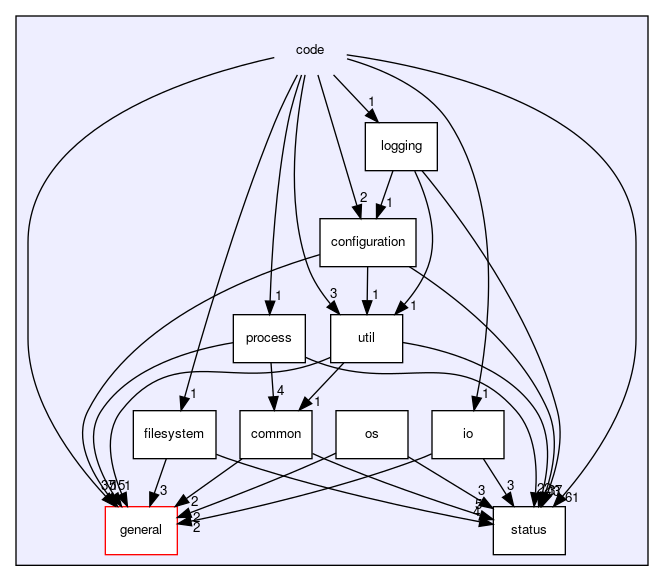 code
1
logging
2
1
configuration
1
3
1
1
process
util
4
1
1
1
filesystem
common
os
io
3
2
2
2
3
3
61
general
status